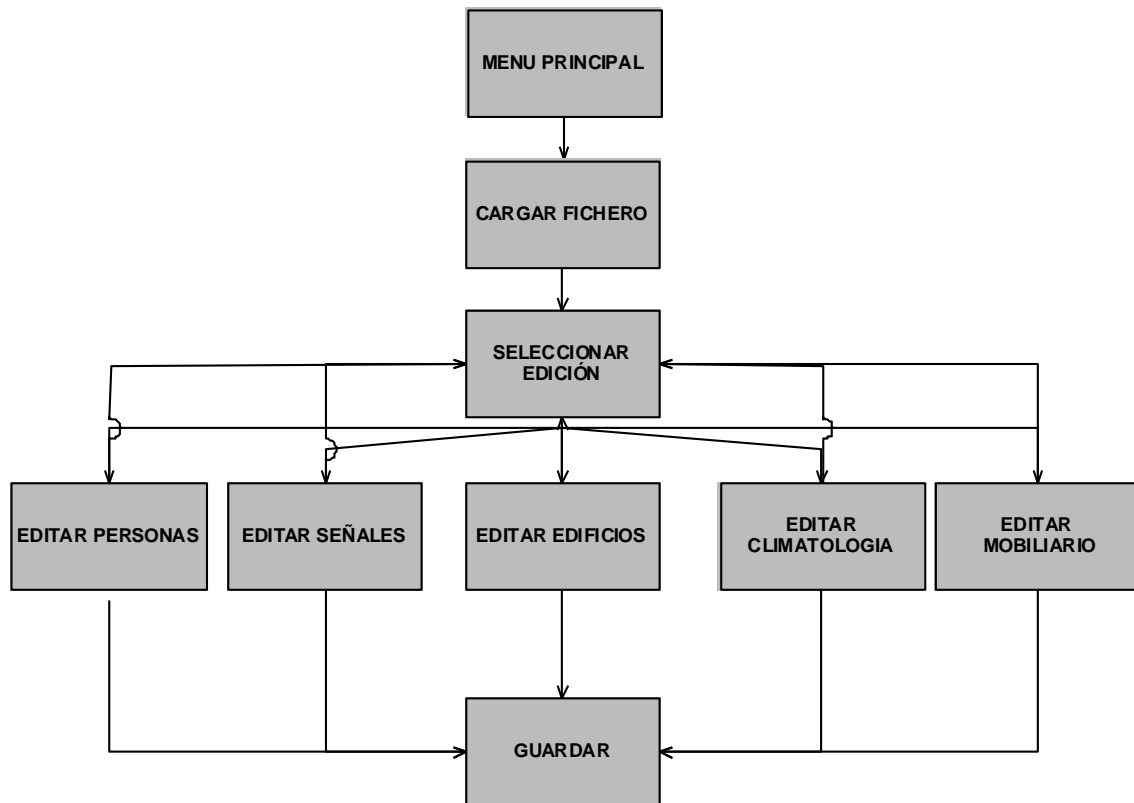 MENU PRINCIPAL
CARGAR FICHERO
SELECCIONAR
EDICIÓN
EDITAR PERSONAS
EDITAR SEÑALES
EDITAR EDIFICIOS
EDITAR
CLIMATOLOGIA
EDITAR
MOBILIARIO
GUARDAR